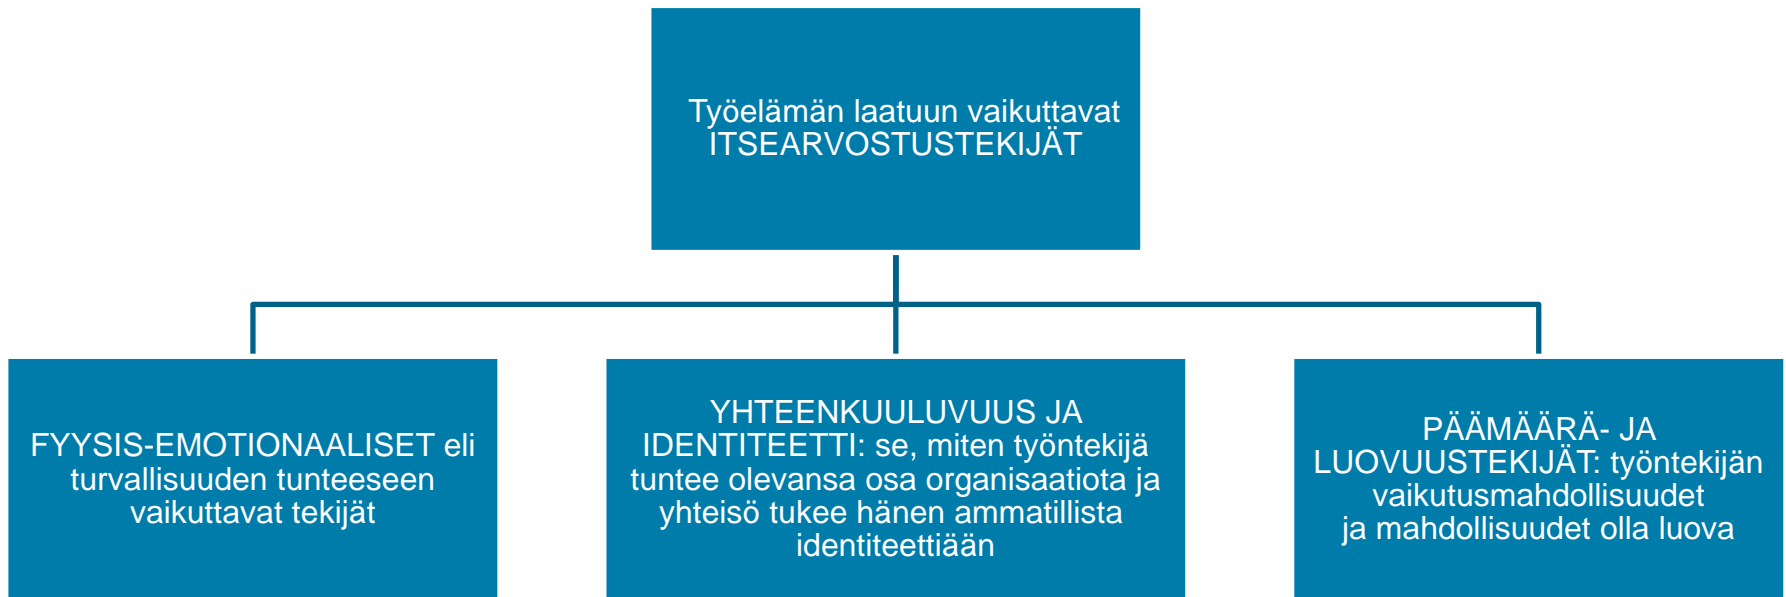 Työelämän laatuun vaikuttavat
ITSEARVOSTUSTEKIJÄT
FYYSIS-EMOTIONAALISET eli
turvallisuuden tunteeseen
vaikuttavat tekijät
YHTEENKUULUVUUS JA
IDENTITEETTI: se, miten työntekijä
tuntee olevansa osa organisaatiota ja
yhteisö tukee hänen ammatillista
identiteettiään
PÄÄMÄÄRÄ- JA
LUOVUUSTEKIJÄT: työntekijän
vaikutusmahdollisuudet
ja mahdollisuudet olla luova